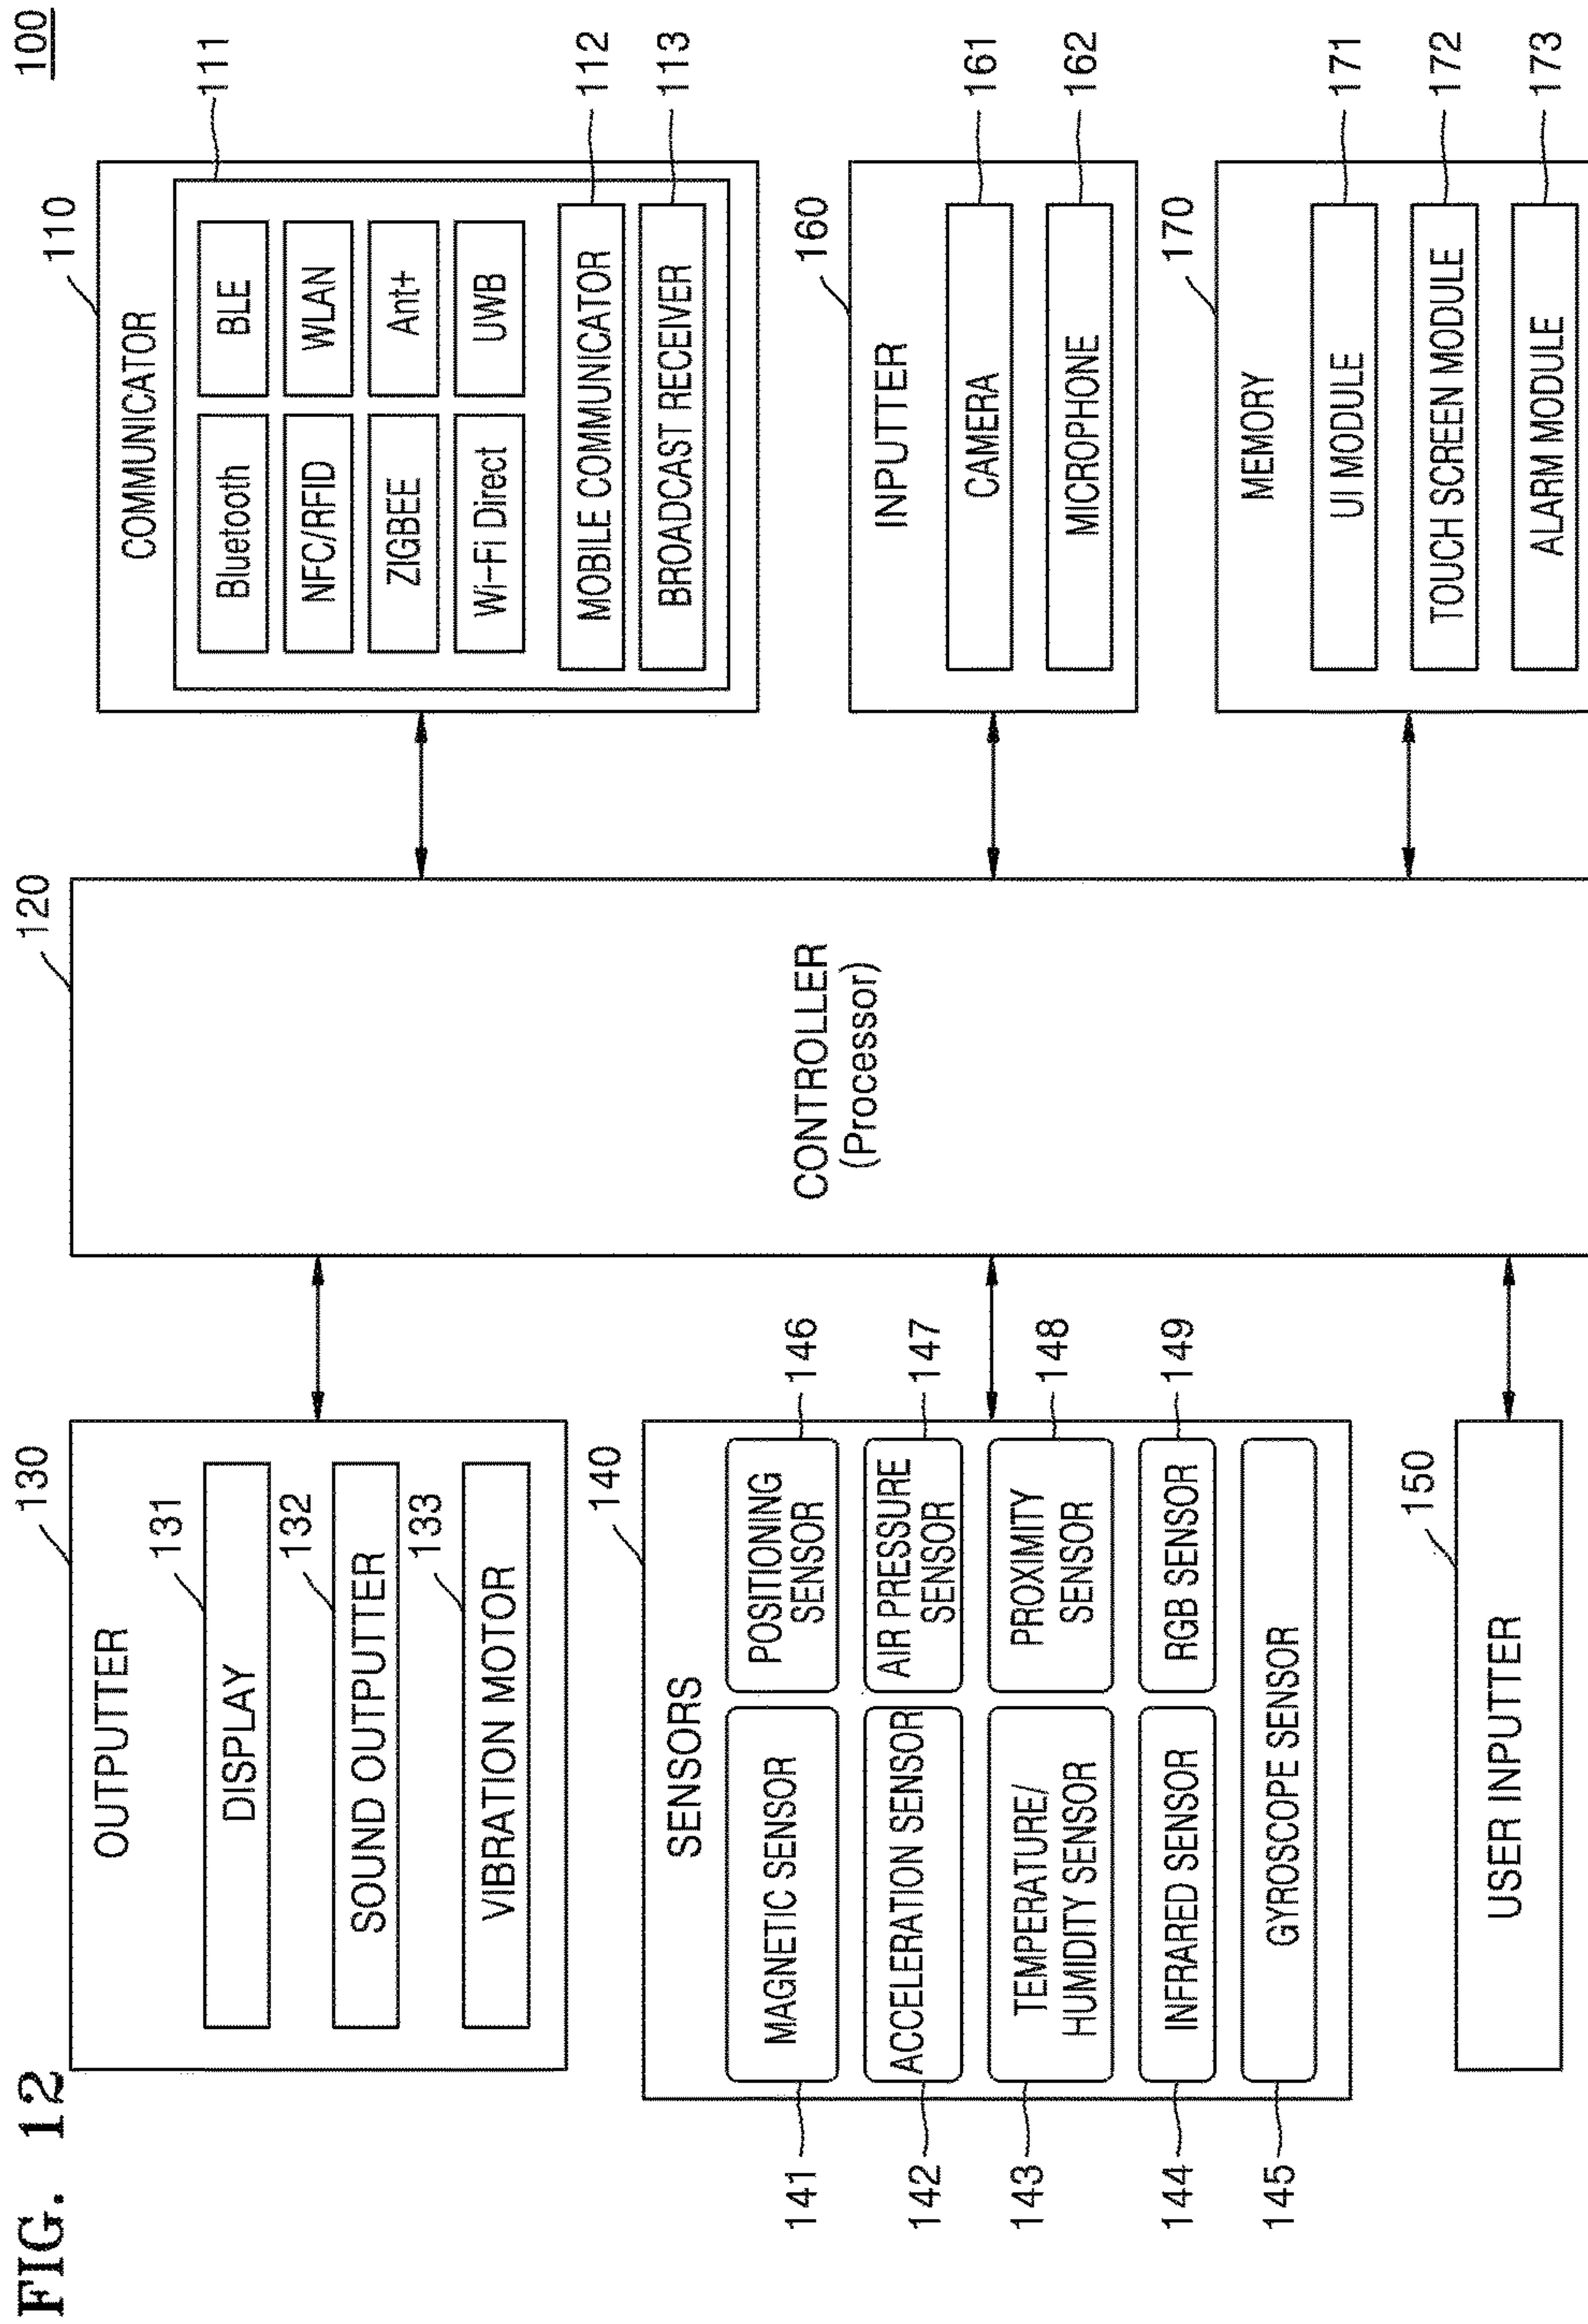 FIG. 12
100
130
OUTPUTTER
131
DISPLAY
132
SOUND OUTPUTTER
133
VIBRATION MOTOR
140
SENSORS
141
MAGNETIC SENSOR
POSITIONING
SENSOR
146
142
ACCELERATION SENSOR
AIR PRESSURE
SENSOR
147
143
TEMPERATURE/
HUMIDITY SENSOR
PROXIMITY
SENSOR
148
144
INFRARED SENSOR
RGB SENSOR
149
145
GYROSCOPE SENSOR
150
USER INPUTTER
120
CONTROLLER
(Processor)
110
COMMUNICATOR
111
Bluetooth
BLE
NFC/RFID
WLAN
ZIGBEE
Ant+
Wi-Fi Direct
UWB
MOBILE COMMUNICATOR
112
BROADCAST RECEIVER
113
160
INPUTTER
CAMERA
161
MICROPHONE
162
170
MEMORY
UI MODULE
171
TOUCH SCREEN MODULE
172
ALARM MODULE
173